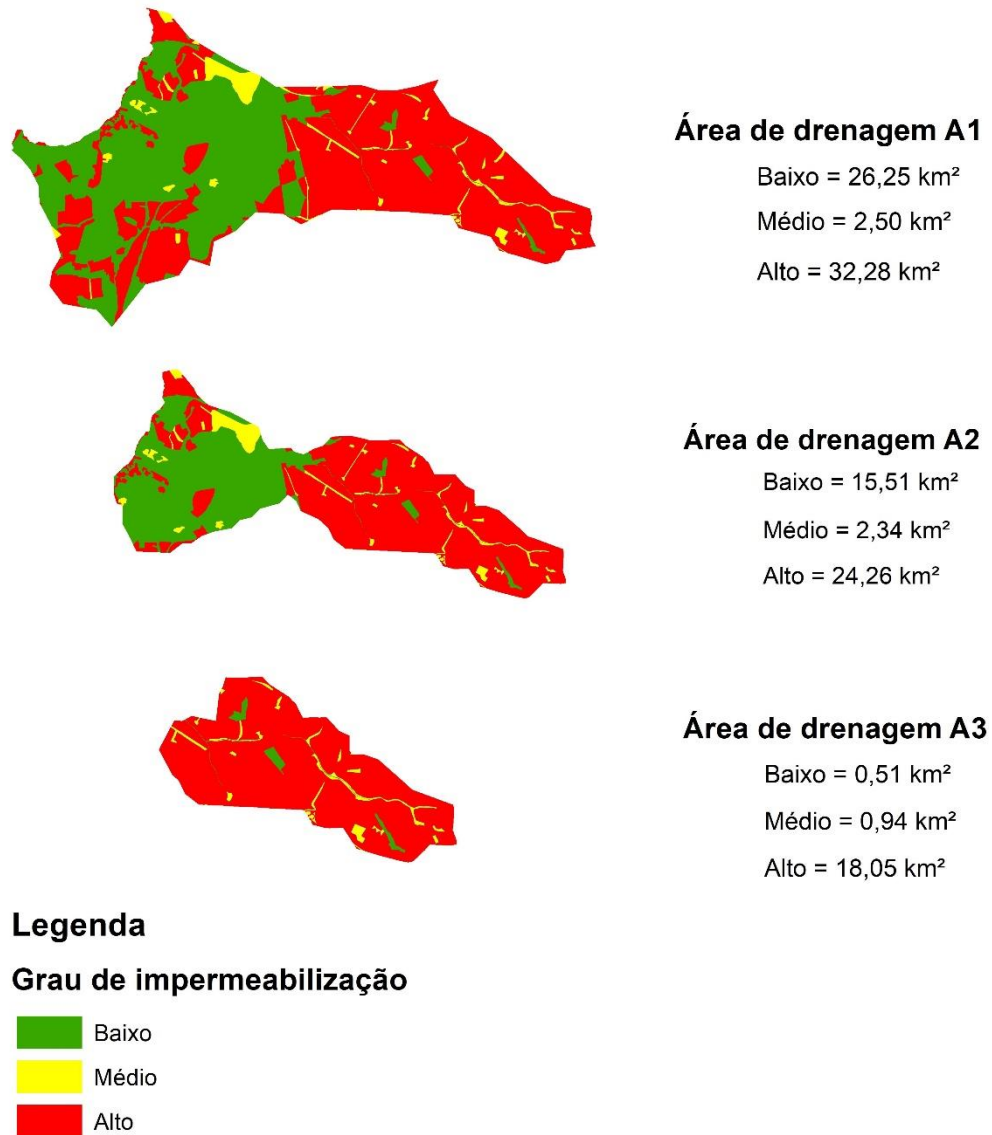 Área de drenagem A1
Baixo = 26,25 km²
Médio = 2,50 km²
Alto = 32,28 km²
Área de drenagem A2
Baixo = 15,51 km²
Médio = 2,34 km²
Alto = 24,26 km²
Área de drenagem A3
Baixo = 0,51 km²
Médio = 0,94 km²
Alto = 18,05 km²
Legenda
Grau de impermeabilização
Baixo
Médio
Alto